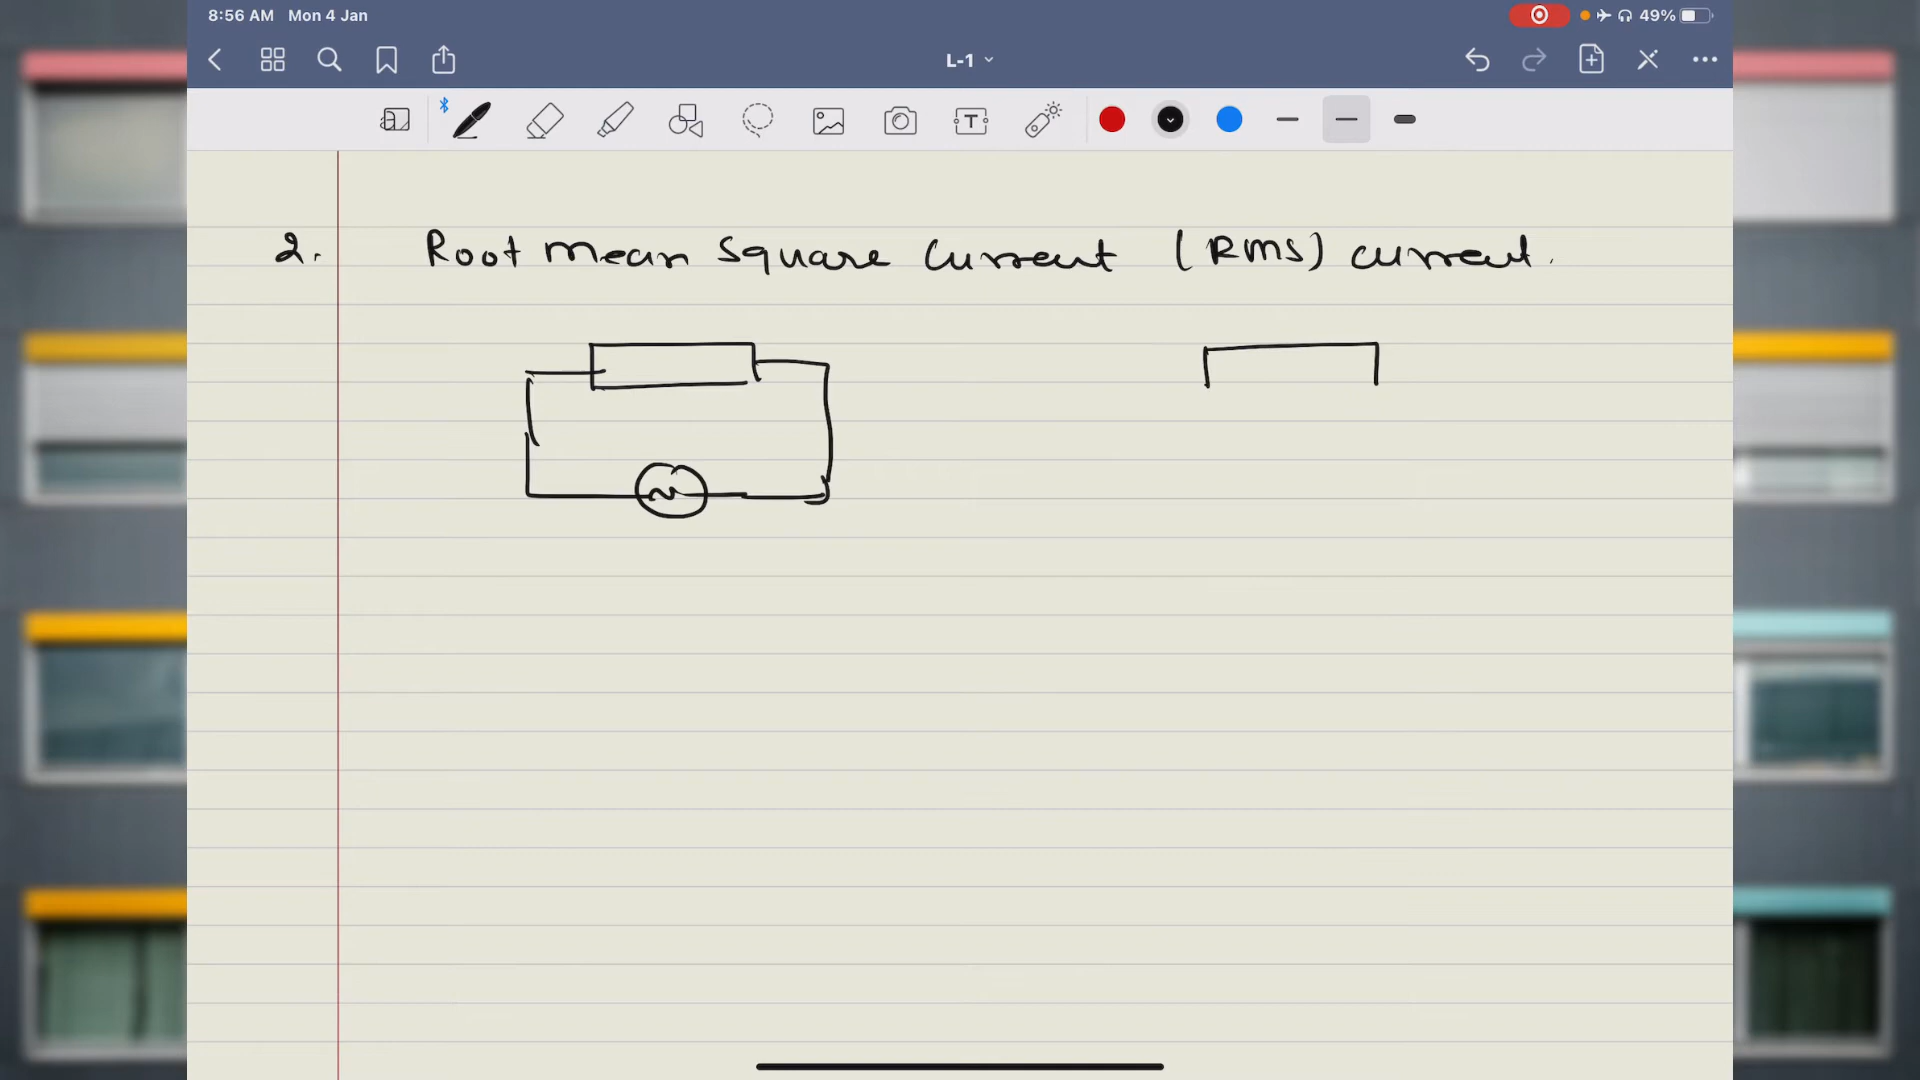 8:56 AM Mon 4 Jan 49%
L-1
2. Root mean square current (RMS) current.